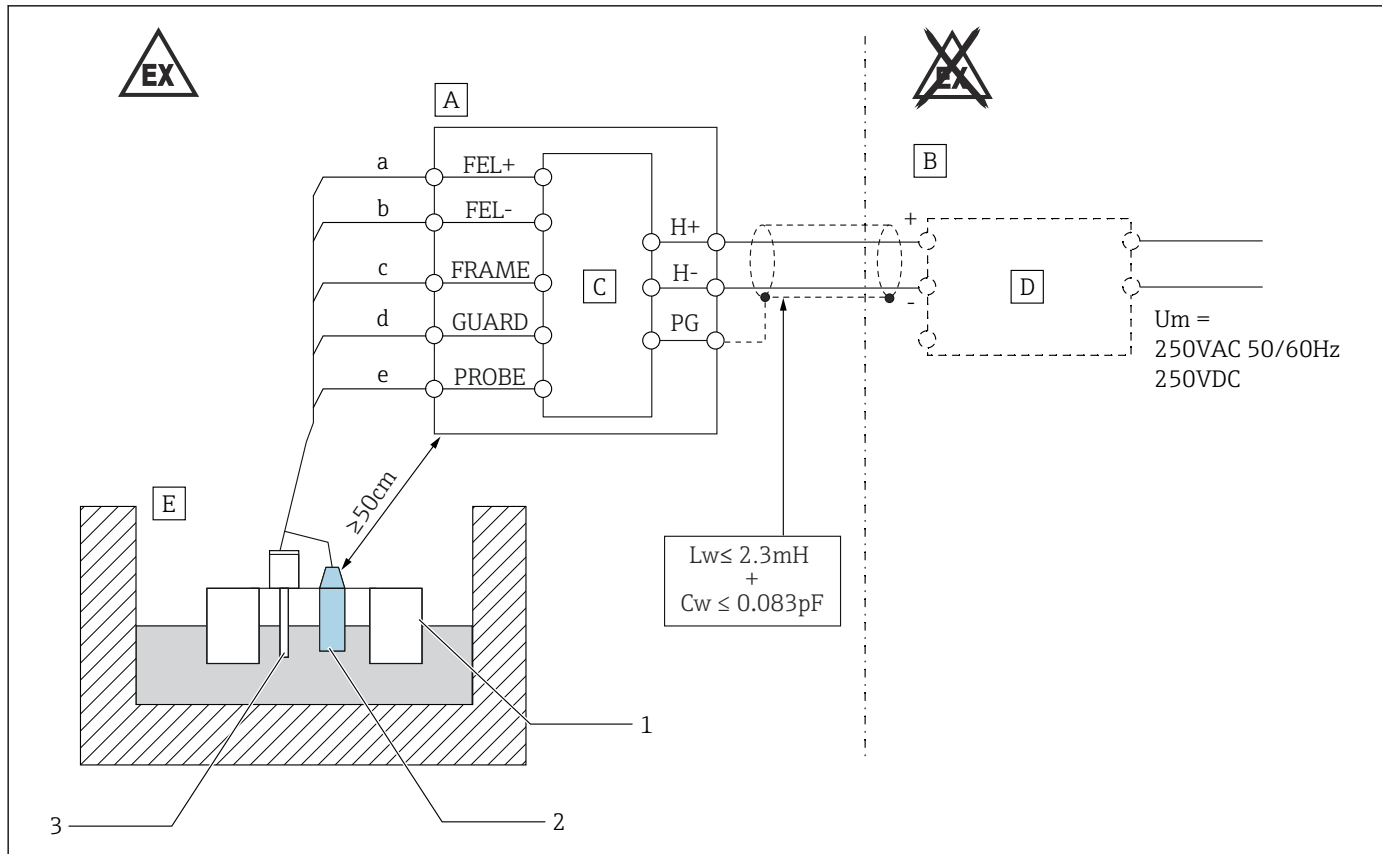 EX
EX
A
B
a
FEL+
b
FEL-
c
FRAME
d
GUARD
e
PROBE
C
H+
H-
PG
+
-
D
Um =
250VAC 50/60Hz
250VDC
≥50cm
E
Lw≤ 2.3mH
+
Cw ≤ 0.083pF
1
2
3